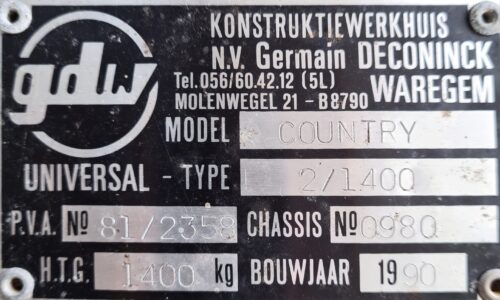 gdw
KONSTRUKTIEWERKHUIS
N.V. Germain DECONINCK
Tel.056/60.42.12 (5L) WAREGEM
MOLENWEGEL 21 - B8790
MODEL COUNTRY
UNIVERSAL - TYPE 2/1400
P.V.A. Nº 81/2358 CHASSIS Nº 0980
H.T.G. 1400 kg BOUWJAAR 1990